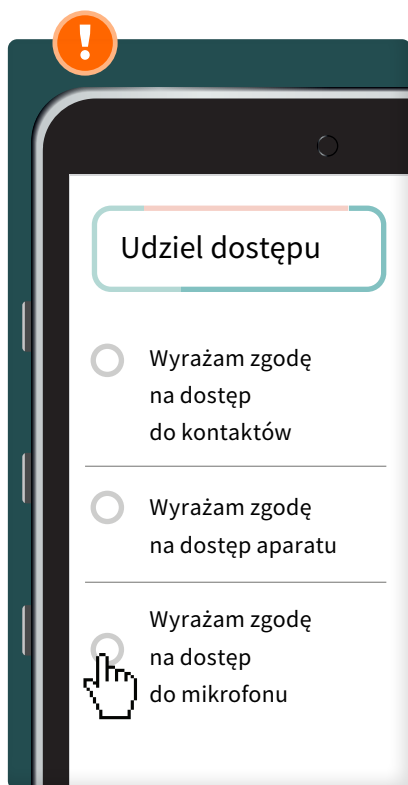 !
Udziel dostępu
Wyrażam zgodę
na dostęp
do kontaktów
Wyrażam zgodę
na dostęp aparatu
Wyrażam zgodę
na dostęp
do mikrofonu